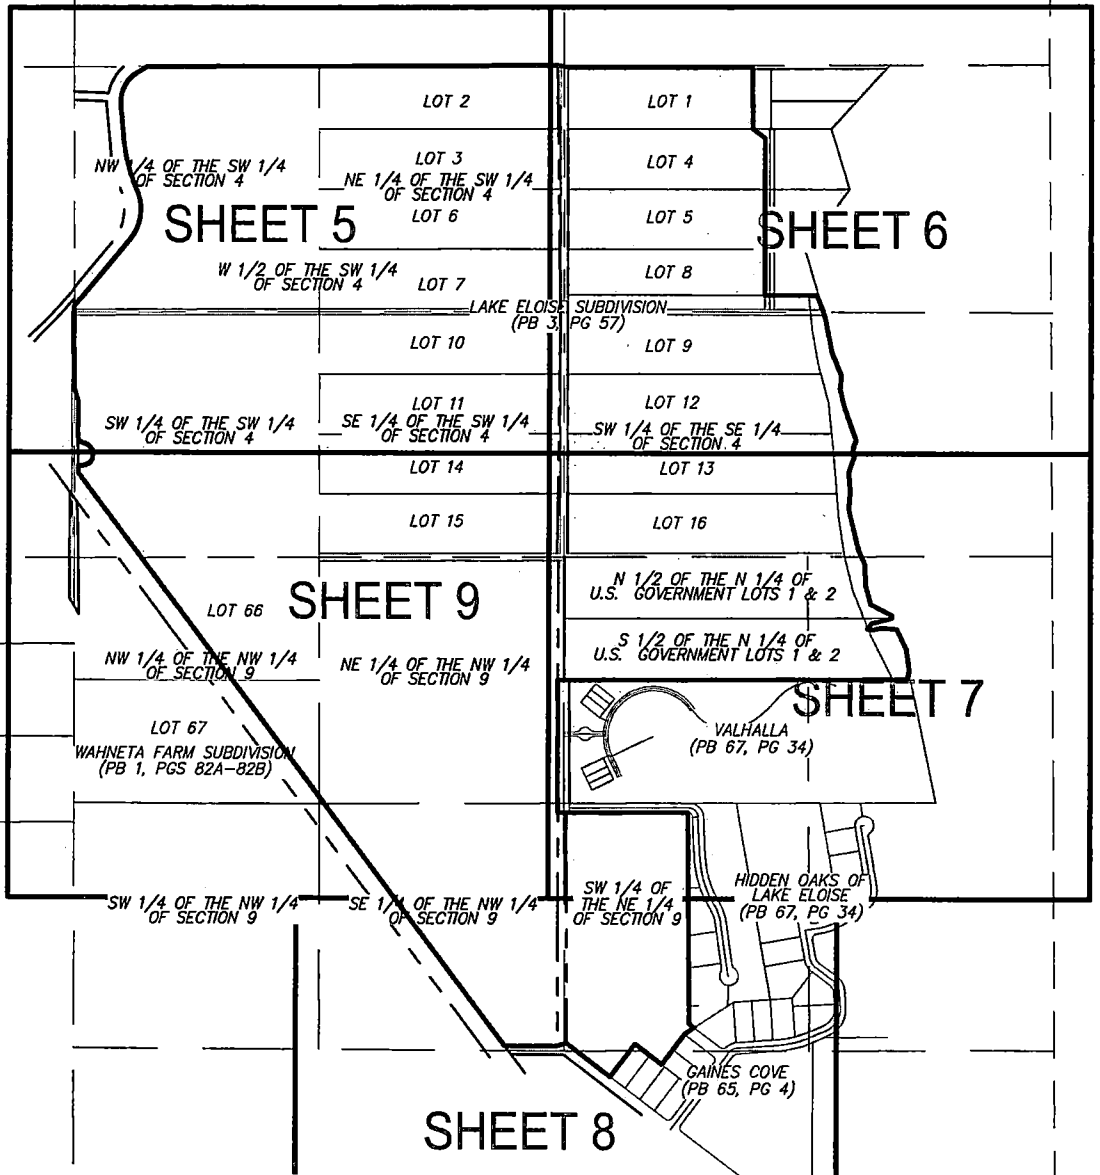 LOT 2
LOT 1
LOT 3
LOT 4
NW 1/4 OF THE SW 1/4
OF SECTION 4
NE 1/4 OF THE SW 1/4
OF SECTION 4
LOT 6
LOT 5
SHEET 5
SHEET 6
W 1/2 OF THE SW 1/4
OF SECTION 4
LOT 7
LOT 8
LAKE ELOISE SUBDIVISION
(PB 3, PG 57)
LOT 10
LOT 9
LOT 11
LOT 12
SW 1/4 OF THE SW 1/4
OF SECTION 4
SE 1/4 OF THE SW 1/4
OF SECTION 4
SW 1/4 OF THE SE 1/4
OF SECTION 4
LOT 14
LOT 13
LOT 15
LOT 16
N 1/2 OF THE N 1/4 OF
U.S. GOVERNMENT LOTS 1 & 2
LOT 66
SHEET 9
S 1/2 OF THE N 1/4 OF
U.S. GOVERNMENT LOTS 1 & 2
NW 1/4 OF THE NW 1/4
OF SECTION 9
NE 1/4 OF THE NW 1/4
OF SECTION 9
SHEET 7
LOT 67
WAHNETA FARM SUBDIVISION
(PB 1, PGS 82A-82B)
VALHALLA
(PB 67, PG 34)
SW 1/4 OF THE NW 1/4
OF SECTION 9
SE 1/4 OF THE NW 1/4
OF SECTION 9
SW 1/4 OF
THE NE 1/4
OF SECTION 9
HIDDEN OAKS OF
LAKE ELOISE
(PB 67, PG 34)
GAINES COVE
(PB 65, PG 4)
SHEET 8